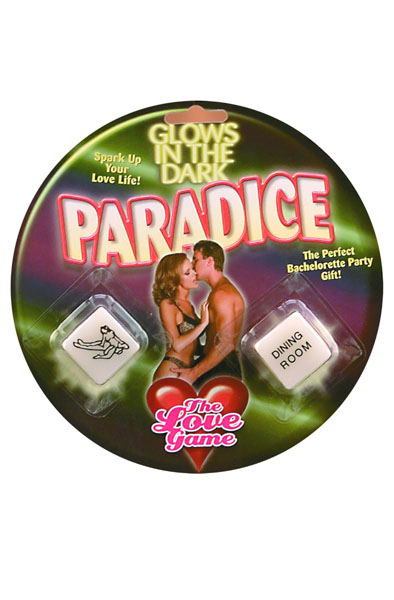 GLOWS
IN THE
DARK
Spark Up
Your
Love Life!
PARADICE
The Perfect
Bachelorette Party
Gift!
DINING
ROOM
The
Love
Game